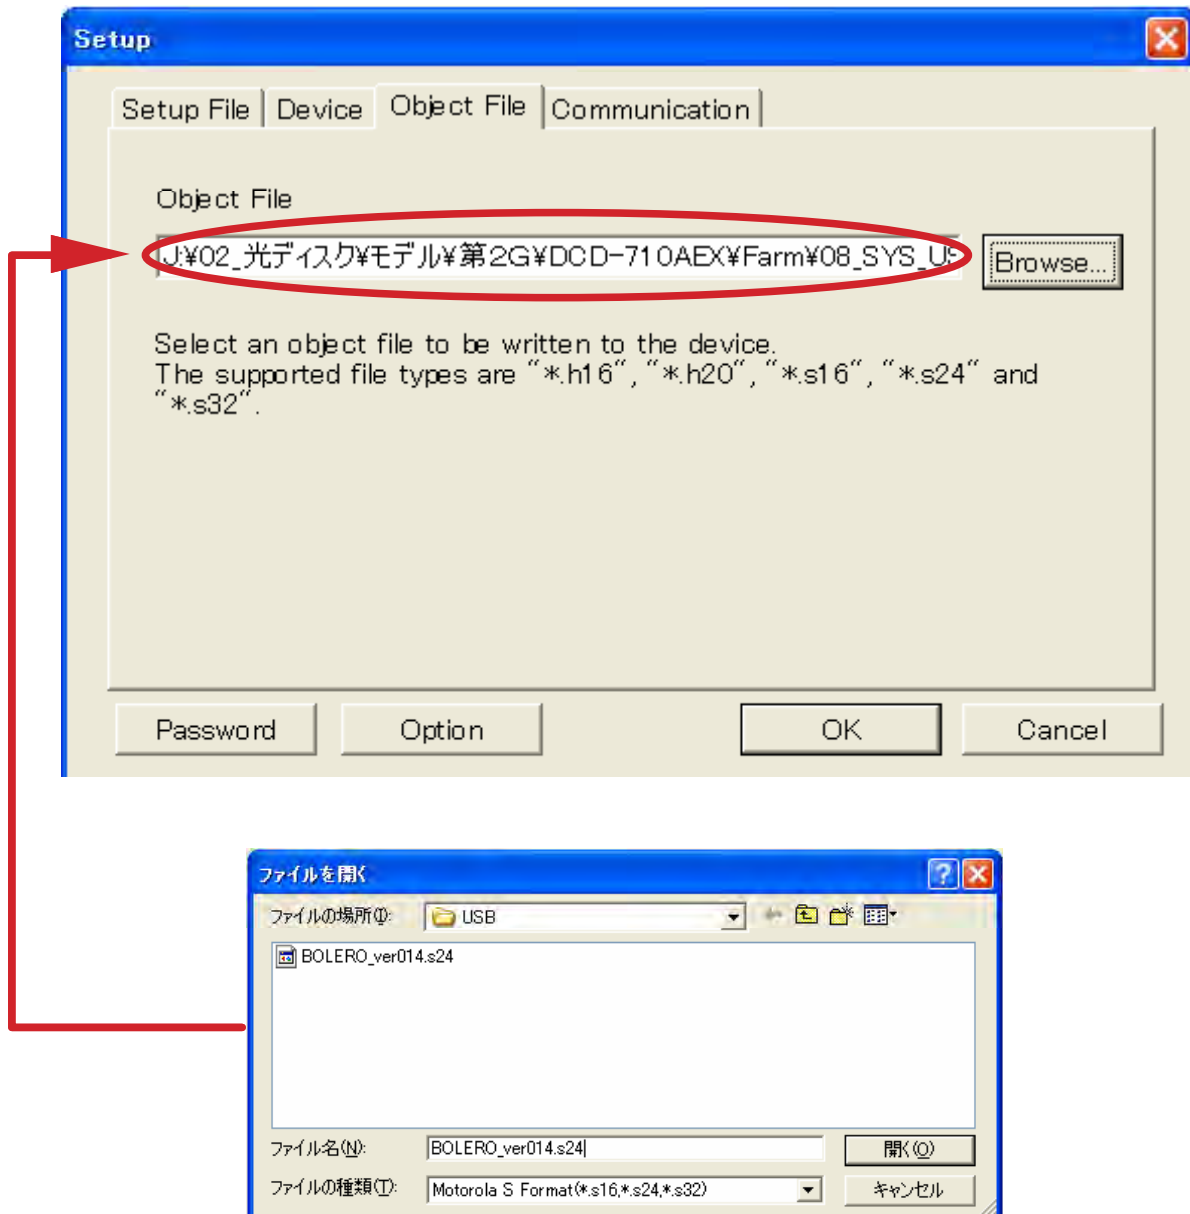 Setup
Setup File Device Object File Communication
Object File
J:¥02_光ディスク¥モデル¥第2G¥DCD-710AEX¥Farm¥08_SYS_US
Browse...
Select an object file to be written to the device.
The supported file types are "*.h16", "*.h20", "*.s16", "*.s24" and
"*.s32".
Password Option OK Cancel
ファイルを開く
ファイルの場所(I): USB
BOLERO_ver014.s24
ファイル名(N): BOLERO_ver014.s24 開く(O)
ファイルの種類(T): Motorola S Format(*.s16,*.s24,*.s32) キャンセル